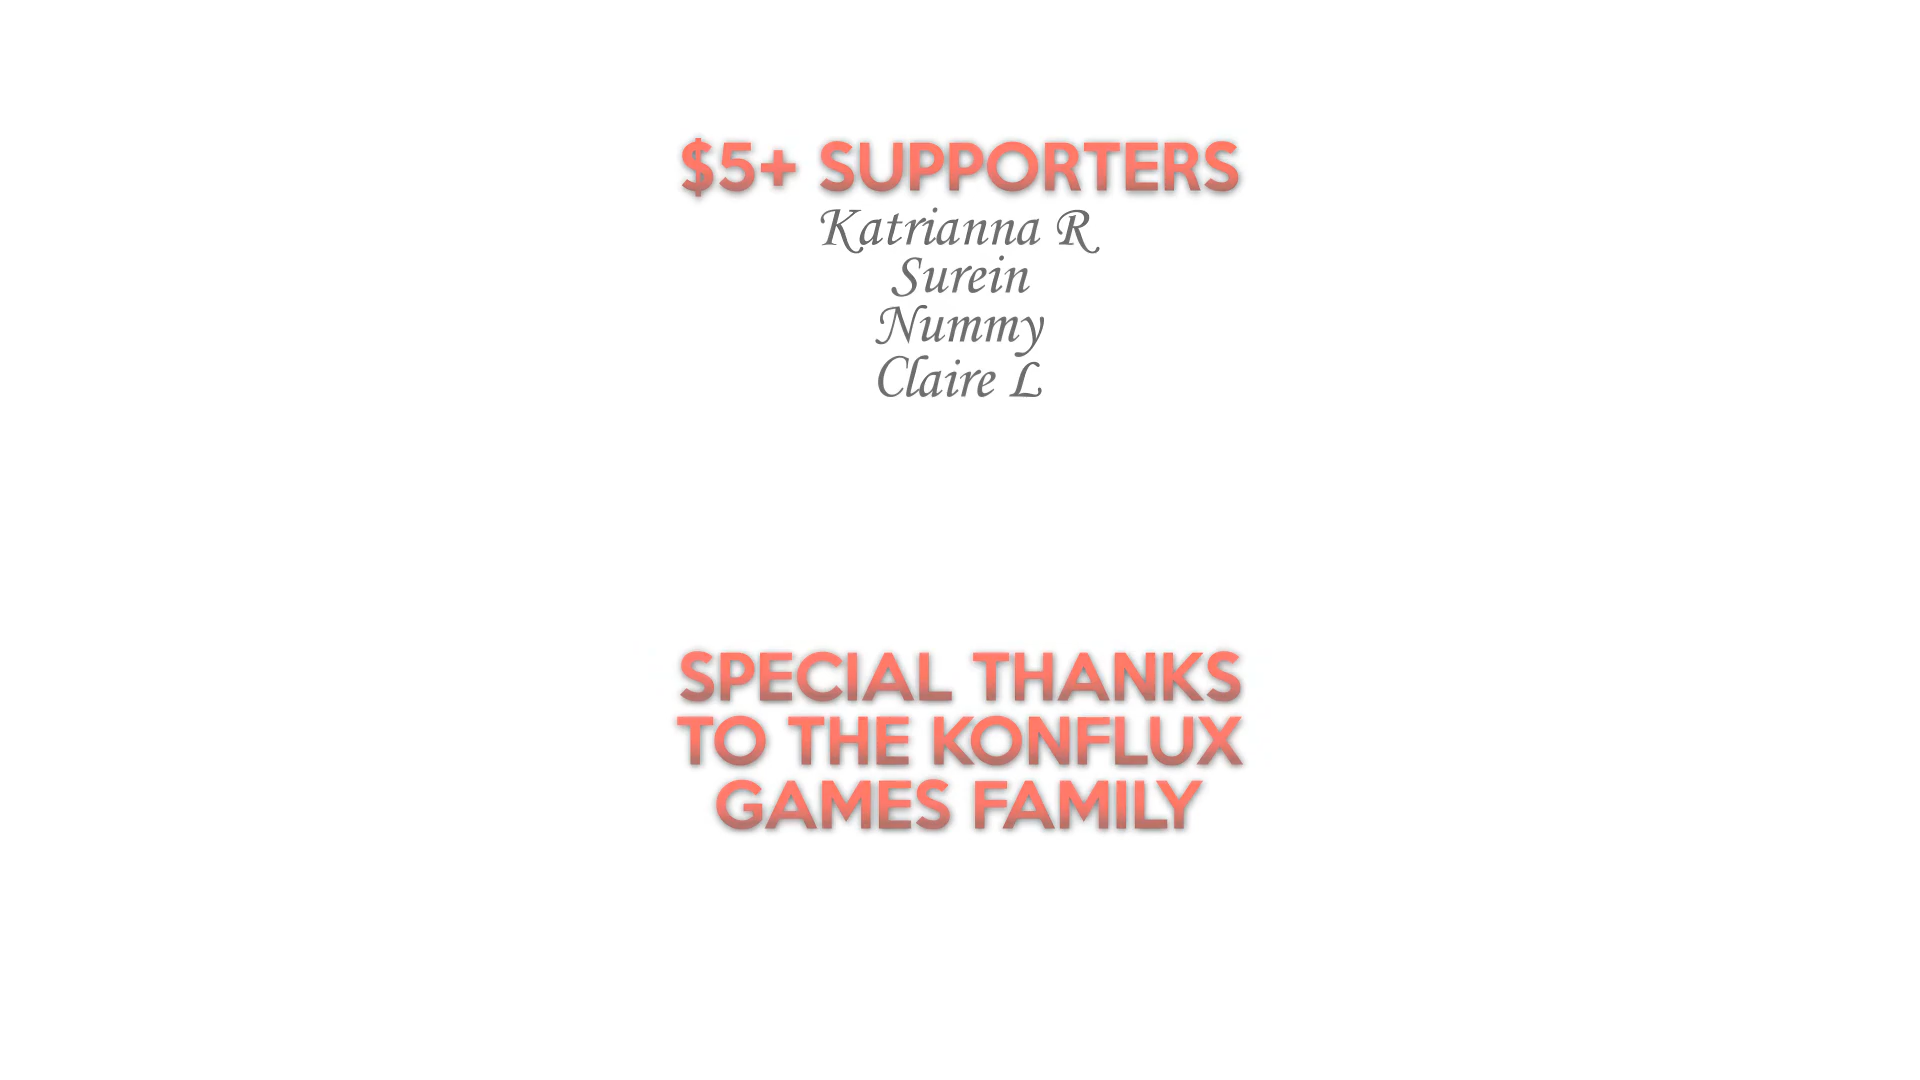 $5+ SUPPORTERS
Katrianna R
Surein
Nummy
Claire L
SPECIAL THANKS
TO THE KONFLUX
GAMES FAMILY